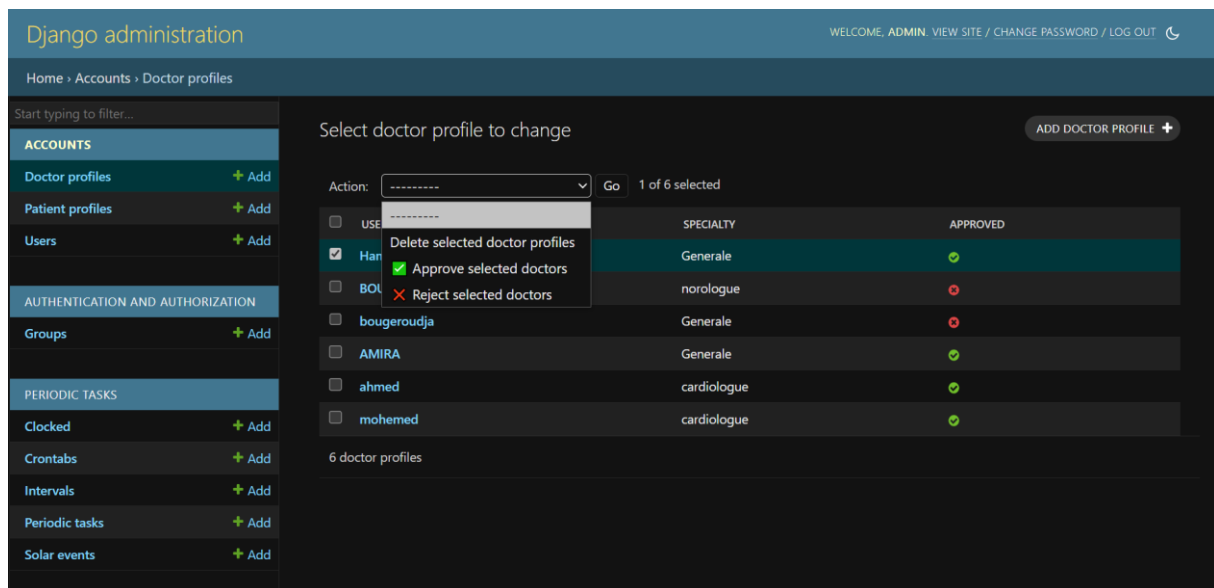 Django administration
WELCOME, ADMIN. VIEW SITE / CHANGE PASSWORD / LOG OUT
Home › Accounts › Doctor profiles
Start typing to filter...
ACCOUNTS
Doctor profiles + Add
Patient profiles + Add
Users + Add
AUTHENTICATION AND AUTHORIZATION
Groups + Add
PERIODIC TASKS
Clocked + Add
Crontabs + Add
Intervals + Add
Periodic tasks + Add
Solar events + Add
Select doctor profile to change
ADD DOCTOR PROFILE +
Action: --------- Go 1 of 6 selected
---------
Delete selected doctor profiles
✅ Approve selected doctors
❌ Reject selected doctors
SPECIALTY APPROVED
Generale
norologue
bougeroudja Generale
AMIRA Generale
ahmed cardiologue
mohemed cardiologue
6 doctor profiles